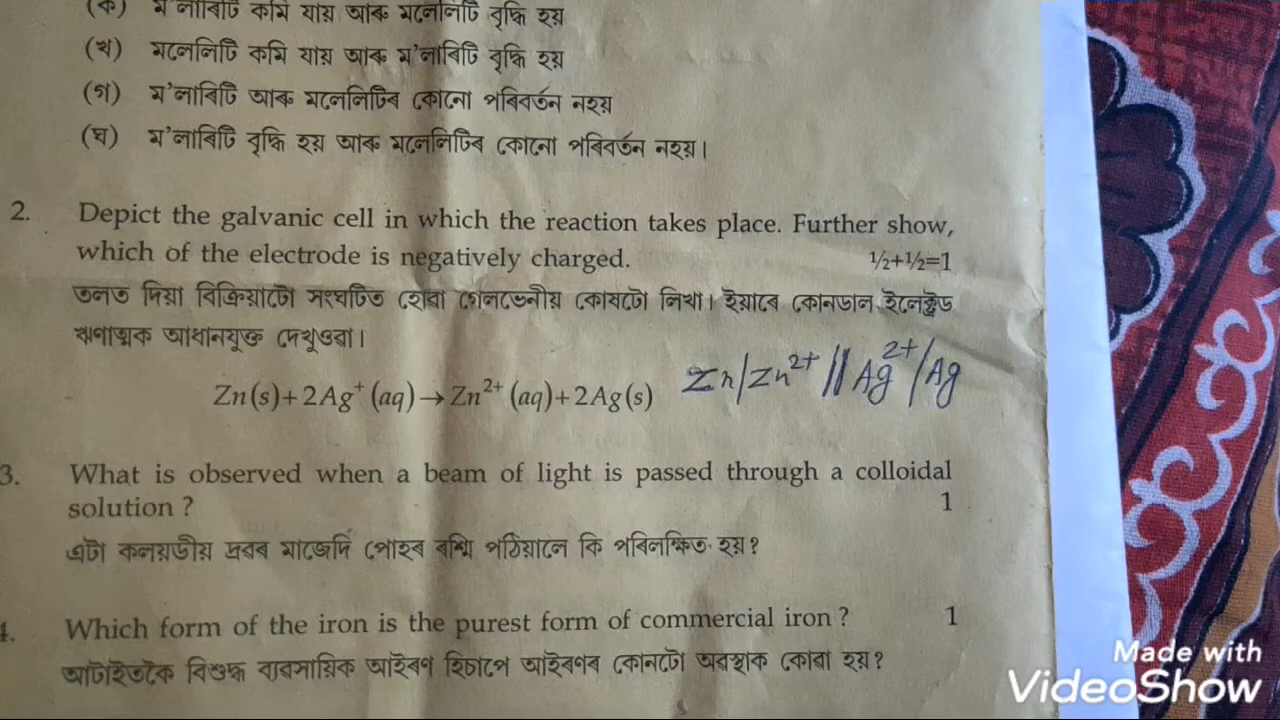 (ক) ম'লাৰিটি কমি যায় আৰু মলেলিটি বৃদ্ধি হয়
(খ) মলেলিটি কমি যায় আৰু ম'লাৰিটি বৃদ্ধি হয়
(গ) ম'লাৰিটি আৰু মলেলিটিৰ কোনো পৰিবৰ্তন নহয়
(ঘ) ম'লাৰিটি বৃদ্ধি হয় আৰু মলেলিটিৰ কোনো পৰিবৰ্তন নহয়।
2. Depict the galvanic cell in which the reaction takes place. Further show,
which of the electrode is negatively charged. ½+½=1
তলত দিয়া বিক্ৰিয়াটো সংঘটিত হোৱা গেলভেনীয় কোষটো লিখা। ইয়াৰে কোনডাল ইলেক্ট্ৰড
ঋণাত্মক আধানযুক্ত দেখুওৱা।
Zn(s)+2Ag⁺(aq)→Zn²⁺(aq)+2Ag(s) Zn/Zn²⁺//Ag²⁺/Ag
3. What is observed when a beam of light is passed through a colloidal
solution ? 1
এটা কলয়ডীয় দ্ৰৱৰ মাজেদি পোহৰ ৰশ্মি পঠিয়ালে কি পৰিলক্ষিত হয়?
4. Which form of the iron is the purest form of commercial iron ? 1
আটাইতকৈ বিশুদ্ধ ব্যৱসায়িক আইৰণ হিচাপে আইৰণৰ কোনটো অৱস্থাক কোৱা হয়?
Made with
VideoShow